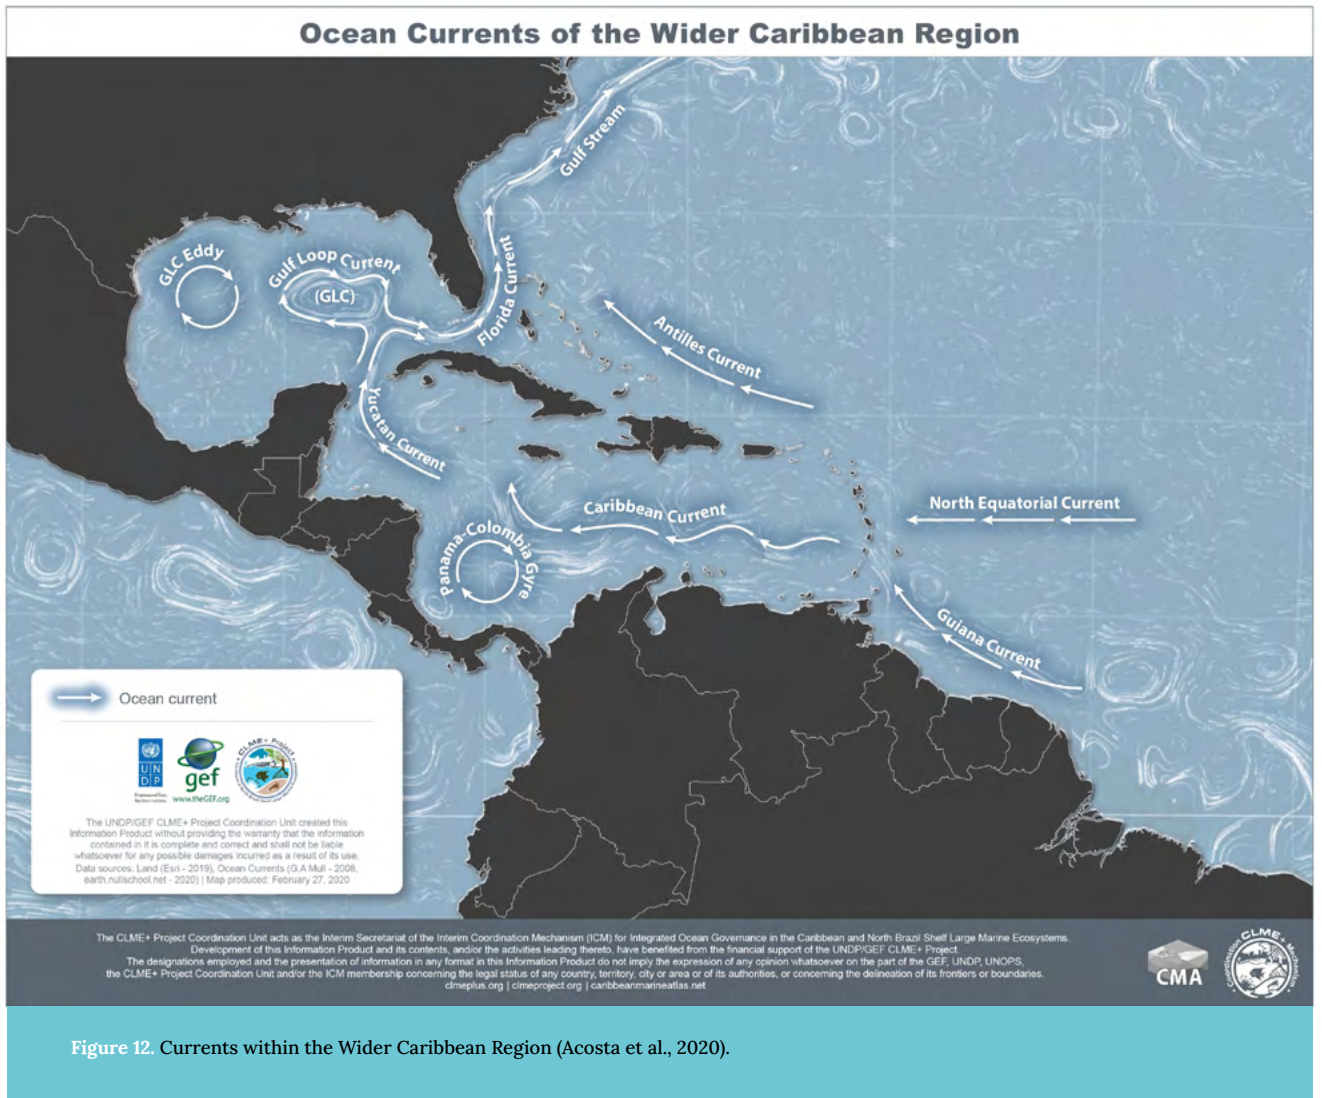 Ocean Currents of the Wider Caribbean Region
Gulf Stream
GLC Eddy
Gulf Loop Current
(GLC)
Florida Current
Antilles Current
Yucatan Current
North Equatorial Current
Caribbean Current
Panama-Colombia Gyre
Guiana Current
Ocean current
U N
D P
gef
www.theGEF.org
CLME+ Project
The UNDP/GEF CLME+ Project Coordination Unit created this
Information Product without providing the warranty that the information
contained in it is complete and correct and shall not be liable
whatsoever for any possible damages incurred as a result of its use.
Data sources: Land (Esri - 2019), Ocean Currents (G.A Mull - 2008,
earth.nullschool.net - 2020) | Map produced: February 27, 2020
The CLME+ Project Coordination Unit acts as the Interim Secretariat of the Interim Coordination Mechanism (ICM) for Integrated Ocean Governance in the Caribbean and North Brazil Shelf Large Marine Ecosystems.
Development of this Information Product and its contents, and/or the activities leading thereto, have benefited from the financial support of the UNDP/GEF CLME+ Project.
The designations employed and the presentation of information in any format in this Information Product do not imply the expression of any opinion whatsoever on the part of the GEF, UNDP, UNOPS,
the CLME+ Project Coordination Unit and/or the ICM membership concerning the legal status of any country, territory, city or area or of its authorities, or concerning the delineation of its frontiers or boundaries.
clmeplus.org | clmeproject.org | caribbeanmarineatlas.net
CMA
CLME+
Coordination Mechanism
Figure 12. Currents within the Wider Caribbean Region (Acosta et al., 2020).